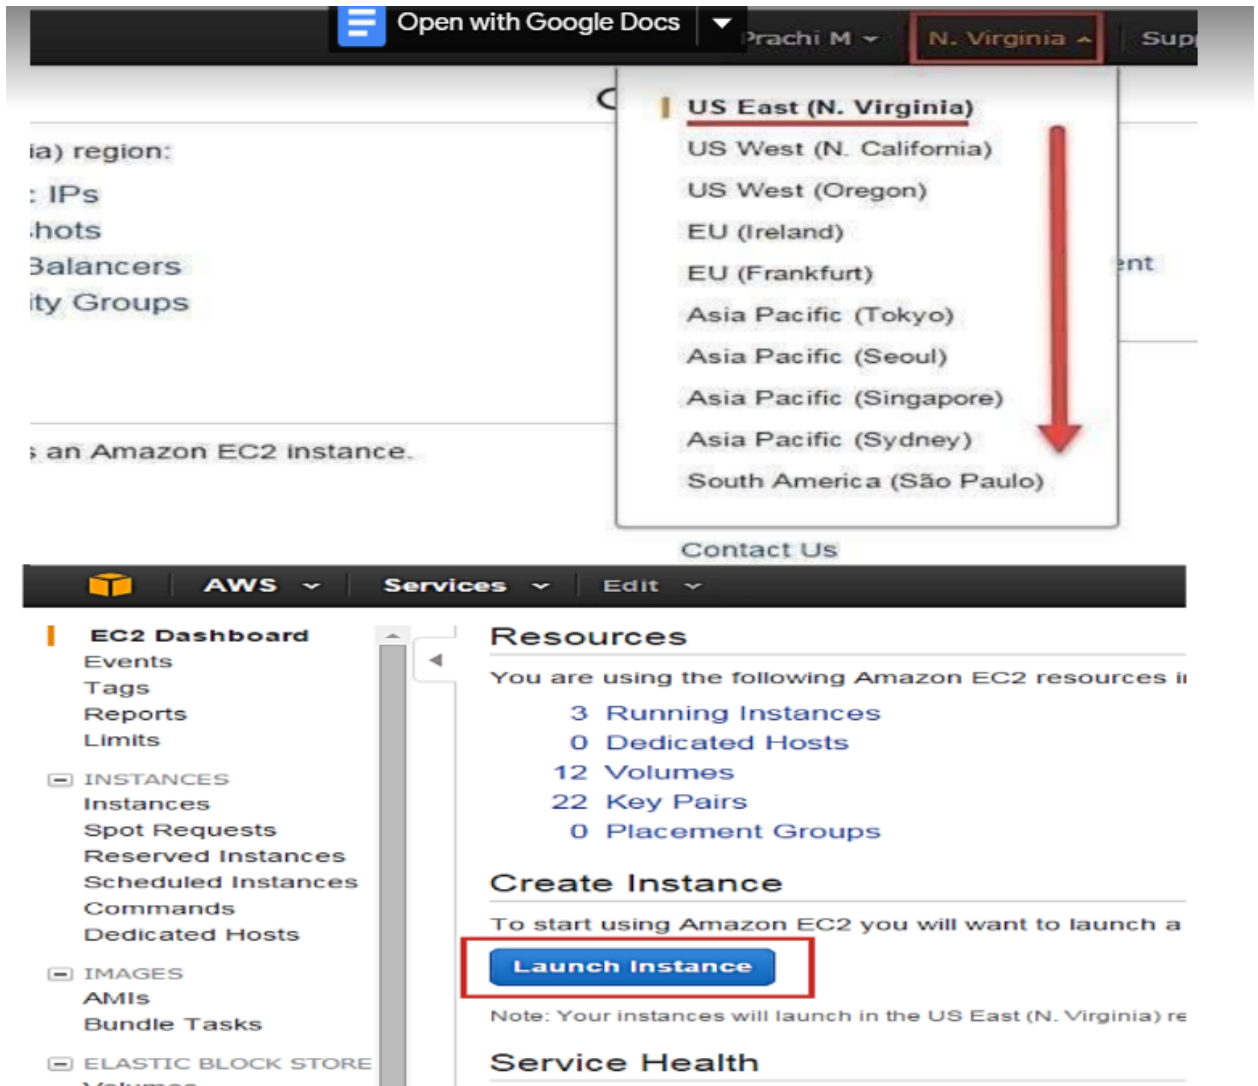 Open with Google Docs
Prachi M
N. Virginia
Sup
US East (N. Virginia)
US West (N. California)
US West (Oregon)
EU (Ireland)
EU (Frankfurt)
Asia Pacific (Tokyo)
Asia Pacific (Seoul)
Asia Pacific (Singapore)
Asia Pacific (Sydney)
South America (São Paulo)
Contact Us
ia) region:
: IPs
hots
Balancers
ity Groups
ent
s an Amazon EC2 instance.
AWS
Services
Edit
EC2 Dashboard
Events
Tags
Reports
Limits
INSTANCES
Instances
Spot Requests
Reserved Instances
Scheduled Instances
Commands
Dedicated Hosts
IMAGES
AMIs
Bundle Tasks
ELASTIC BLOCK STORE
Volumes
Resources
You are using the following Amazon EC2 resources i
3 Running Instances
0 Dedicated Hosts
12 Volumes
22 Key Pairs
0 Placement Groups
Create Instance
To start using Amazon EC2 you will want to launch a
Launch Instance
Note: Your instances will launch in the US East (N. Virginia) re
Service Health